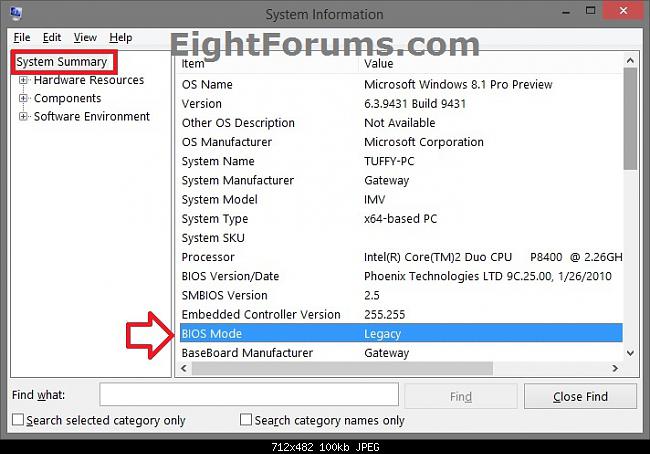 System Information
File Edit View Help
EightForums.com
System Summary
Hardware Resources
Components
Software Environment
Item Value
OS Name Microsoft Windows 8.1 Pro Preview
Version 6.3.9431 Build 9431
Other OS Description Not Available
OS Manufacturer Microsoft Corporation
System Name TUFFY-PC
System Manufacturer Gateway
System Model IMV
System Type x64-based PC
System SKU
Processor Intel(R) Core(TM)2 Duo CPU P8400 @ 2.26GH
BIOS Version/Date Phoenix Technologies LTD 9C.25.00, 1/26/2010
SMBIOS Version 2.5
Embedded Controller Version 255.255
BIOS Mode Legacy
BaseBoard Manufacturer Gateway
Find what: Find Close Find
Search selected category only Search category names only
712x482 100kb JPEG